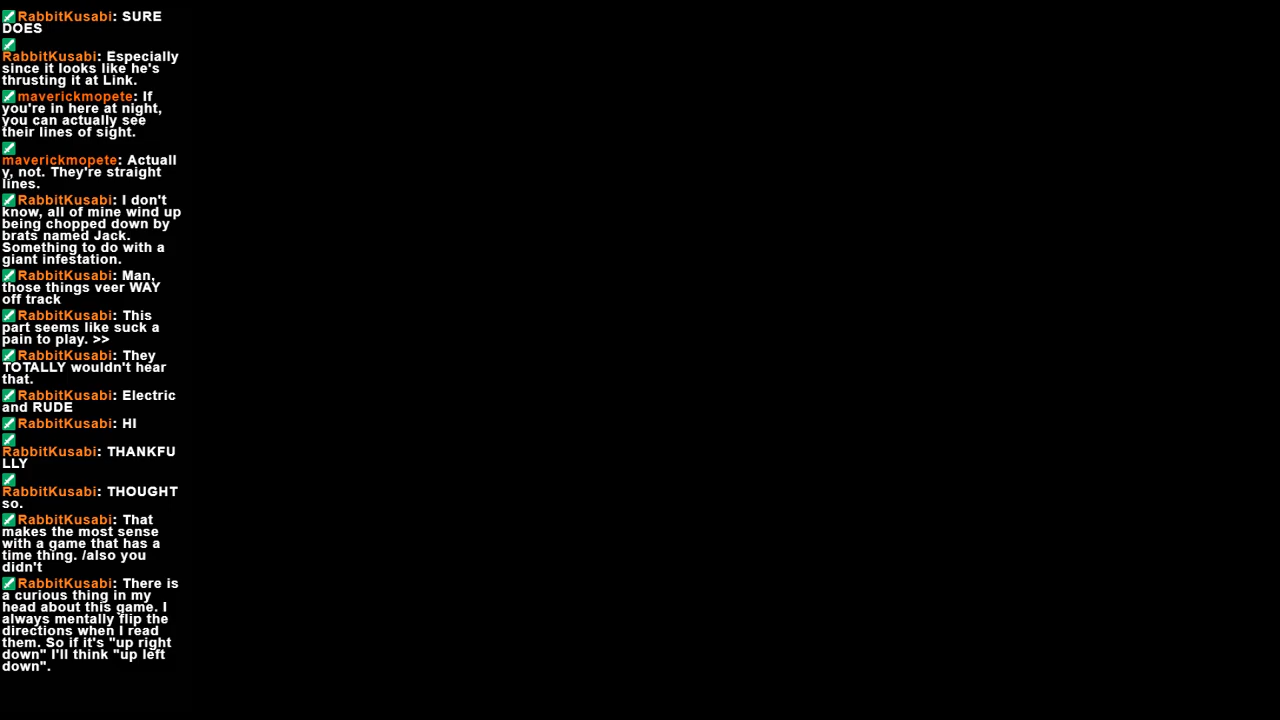 RabbitKusabi: SURE
DOES
RabbitKusabi: Especially
since it looks like he's
thrusting it at Link.
maverickmopete: If
you're in here at night,
you can actually see
their lines of sight.
maverickmopete: Actuall
y, not. They're straight
lines.
RabbitKusabi: I don't
know, all of mine wind up
being chopped down by
brats named Jack.
Something to do with a
giant infestation.
RabbitKusabi: Man,
those things veer WAY
off track
RabbitKusabi: This
part seems like suck a
pain to play. >>
RabbitKusabi: They
TOTALLY wouldn't hear
that.
RabbitKusabi: Electric
and RUDE
RabbitKusabi: HI
RabbitKusabi: THANKFU
LLY
RabbitKusabi: THOUGHT
so.
RabbitKusabi: That
makes the most sense
with a game that has a
time thing. /also you
didn't
RabbitKusabi: There is
a curious thing in my
head about this game. I
always mentally flip the
directions when I read
them. So if it's "up right
down" I'll think "up left
down".